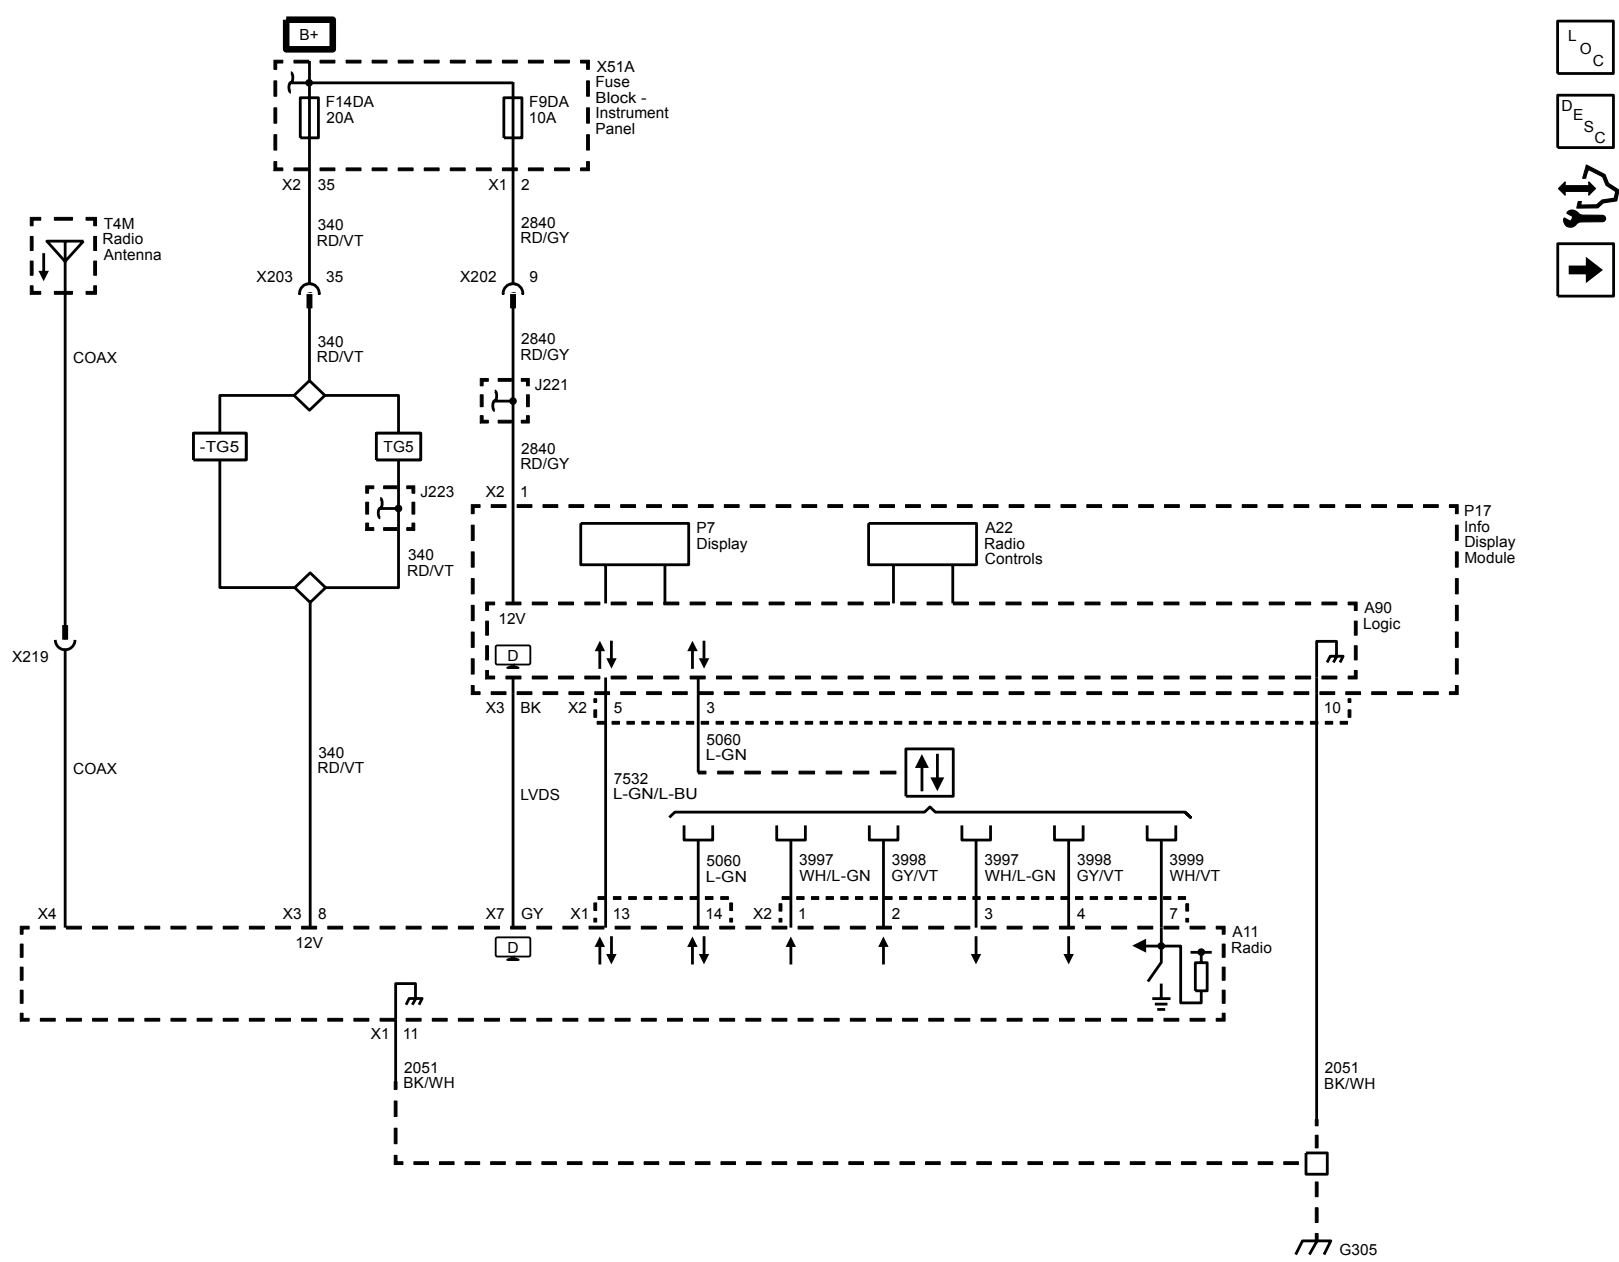 B+
X51A
Fuse
Block -
Instrument
Panel
F14DA
20A
F9DA
10A
X2 35
X1 2
L
O
C
D
E
S
C
T4M
Radio
Antenna
340
RD/VT
2840
RD/GY
X203 35
X202 9
COAX
340
RD/VT
2840
RD/GY
J221
-TG5
TG5
2840
RD/GY
J223
X2 1
340
RD/VT
P17
Info
Display
Module
P7
Display
A22
Radio
Controls
12V
A90
Logic
D
X219
X3 BK
X2 5
3
10
5060
L-GN
340
RD/VT
COAX
LVDS
7532
L-GN/L-BU
5060
L-GN
3997
WH/L-GN
3998
GY/VT
3997
WH/L-GN
3998
GY/VT
3999
WH/VT
X4
X3 8
X7 GY
X1 13
14
X2 1
2
3
4
7
12V
D
A11
Radio
X1 11
2051
BK/WH
2051
BK/WH
G305